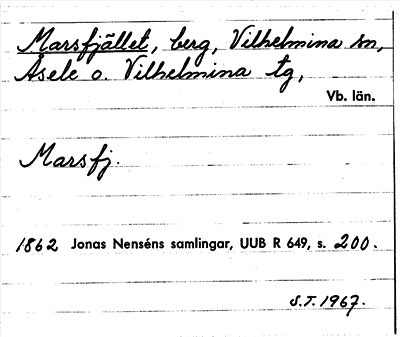 Marsfjället, berg, Vilhelmina sn,
Åsele o. Vilhelmina tg,
Vb. län.
Marsfj.
1862 Jonas Nenséns samlingar, UUB R 649, s. 200.
S.T. 1967.